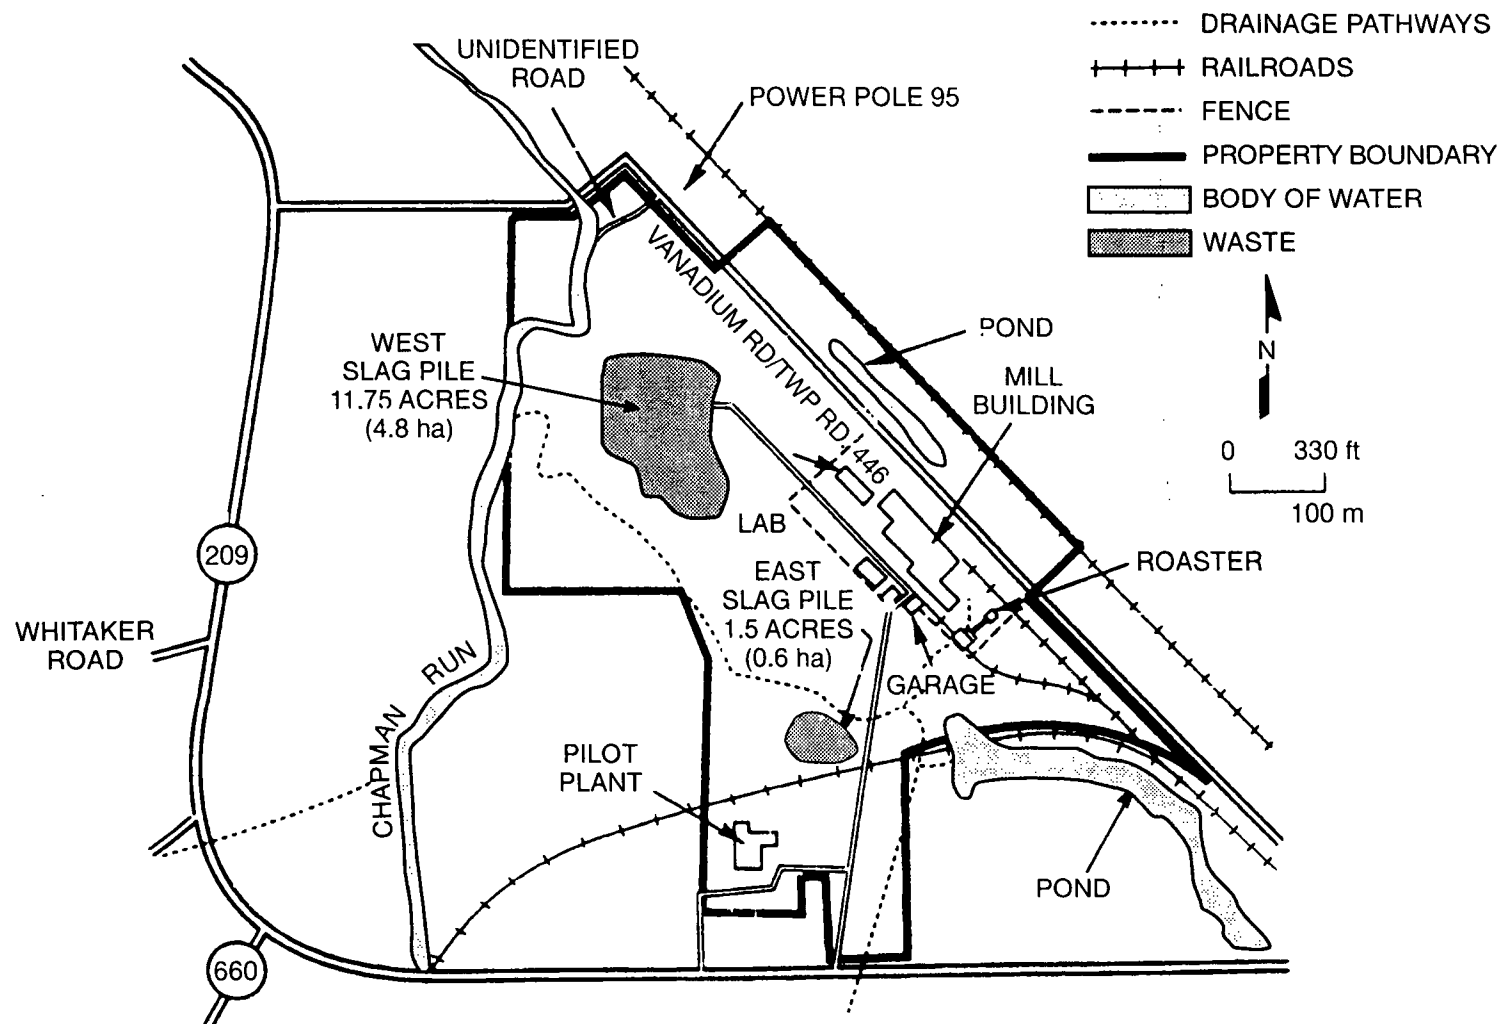 UNIDENTIFIED
ROAD
POWER POLE 95
DRAINAGE PATHWAYS
RAILROADS
FENCE
PROPERTY BOUNDARY
BODY OF WATER
WASTE
N
0 330 ft
100 m
VANADIUM RD/TWP RD 446
POND
MILL
BUILDING
WEST
SLAG PILE
11.75 ACRES
(4.8 ha)
LAB
EAST
SLAG PILE
1.5 ACRES
(0.6 ha)
ROASTER
GARAGE
209
WHITAKER
ROAD
CHAPMAN RUN
PILOT
PLANT
POND
660